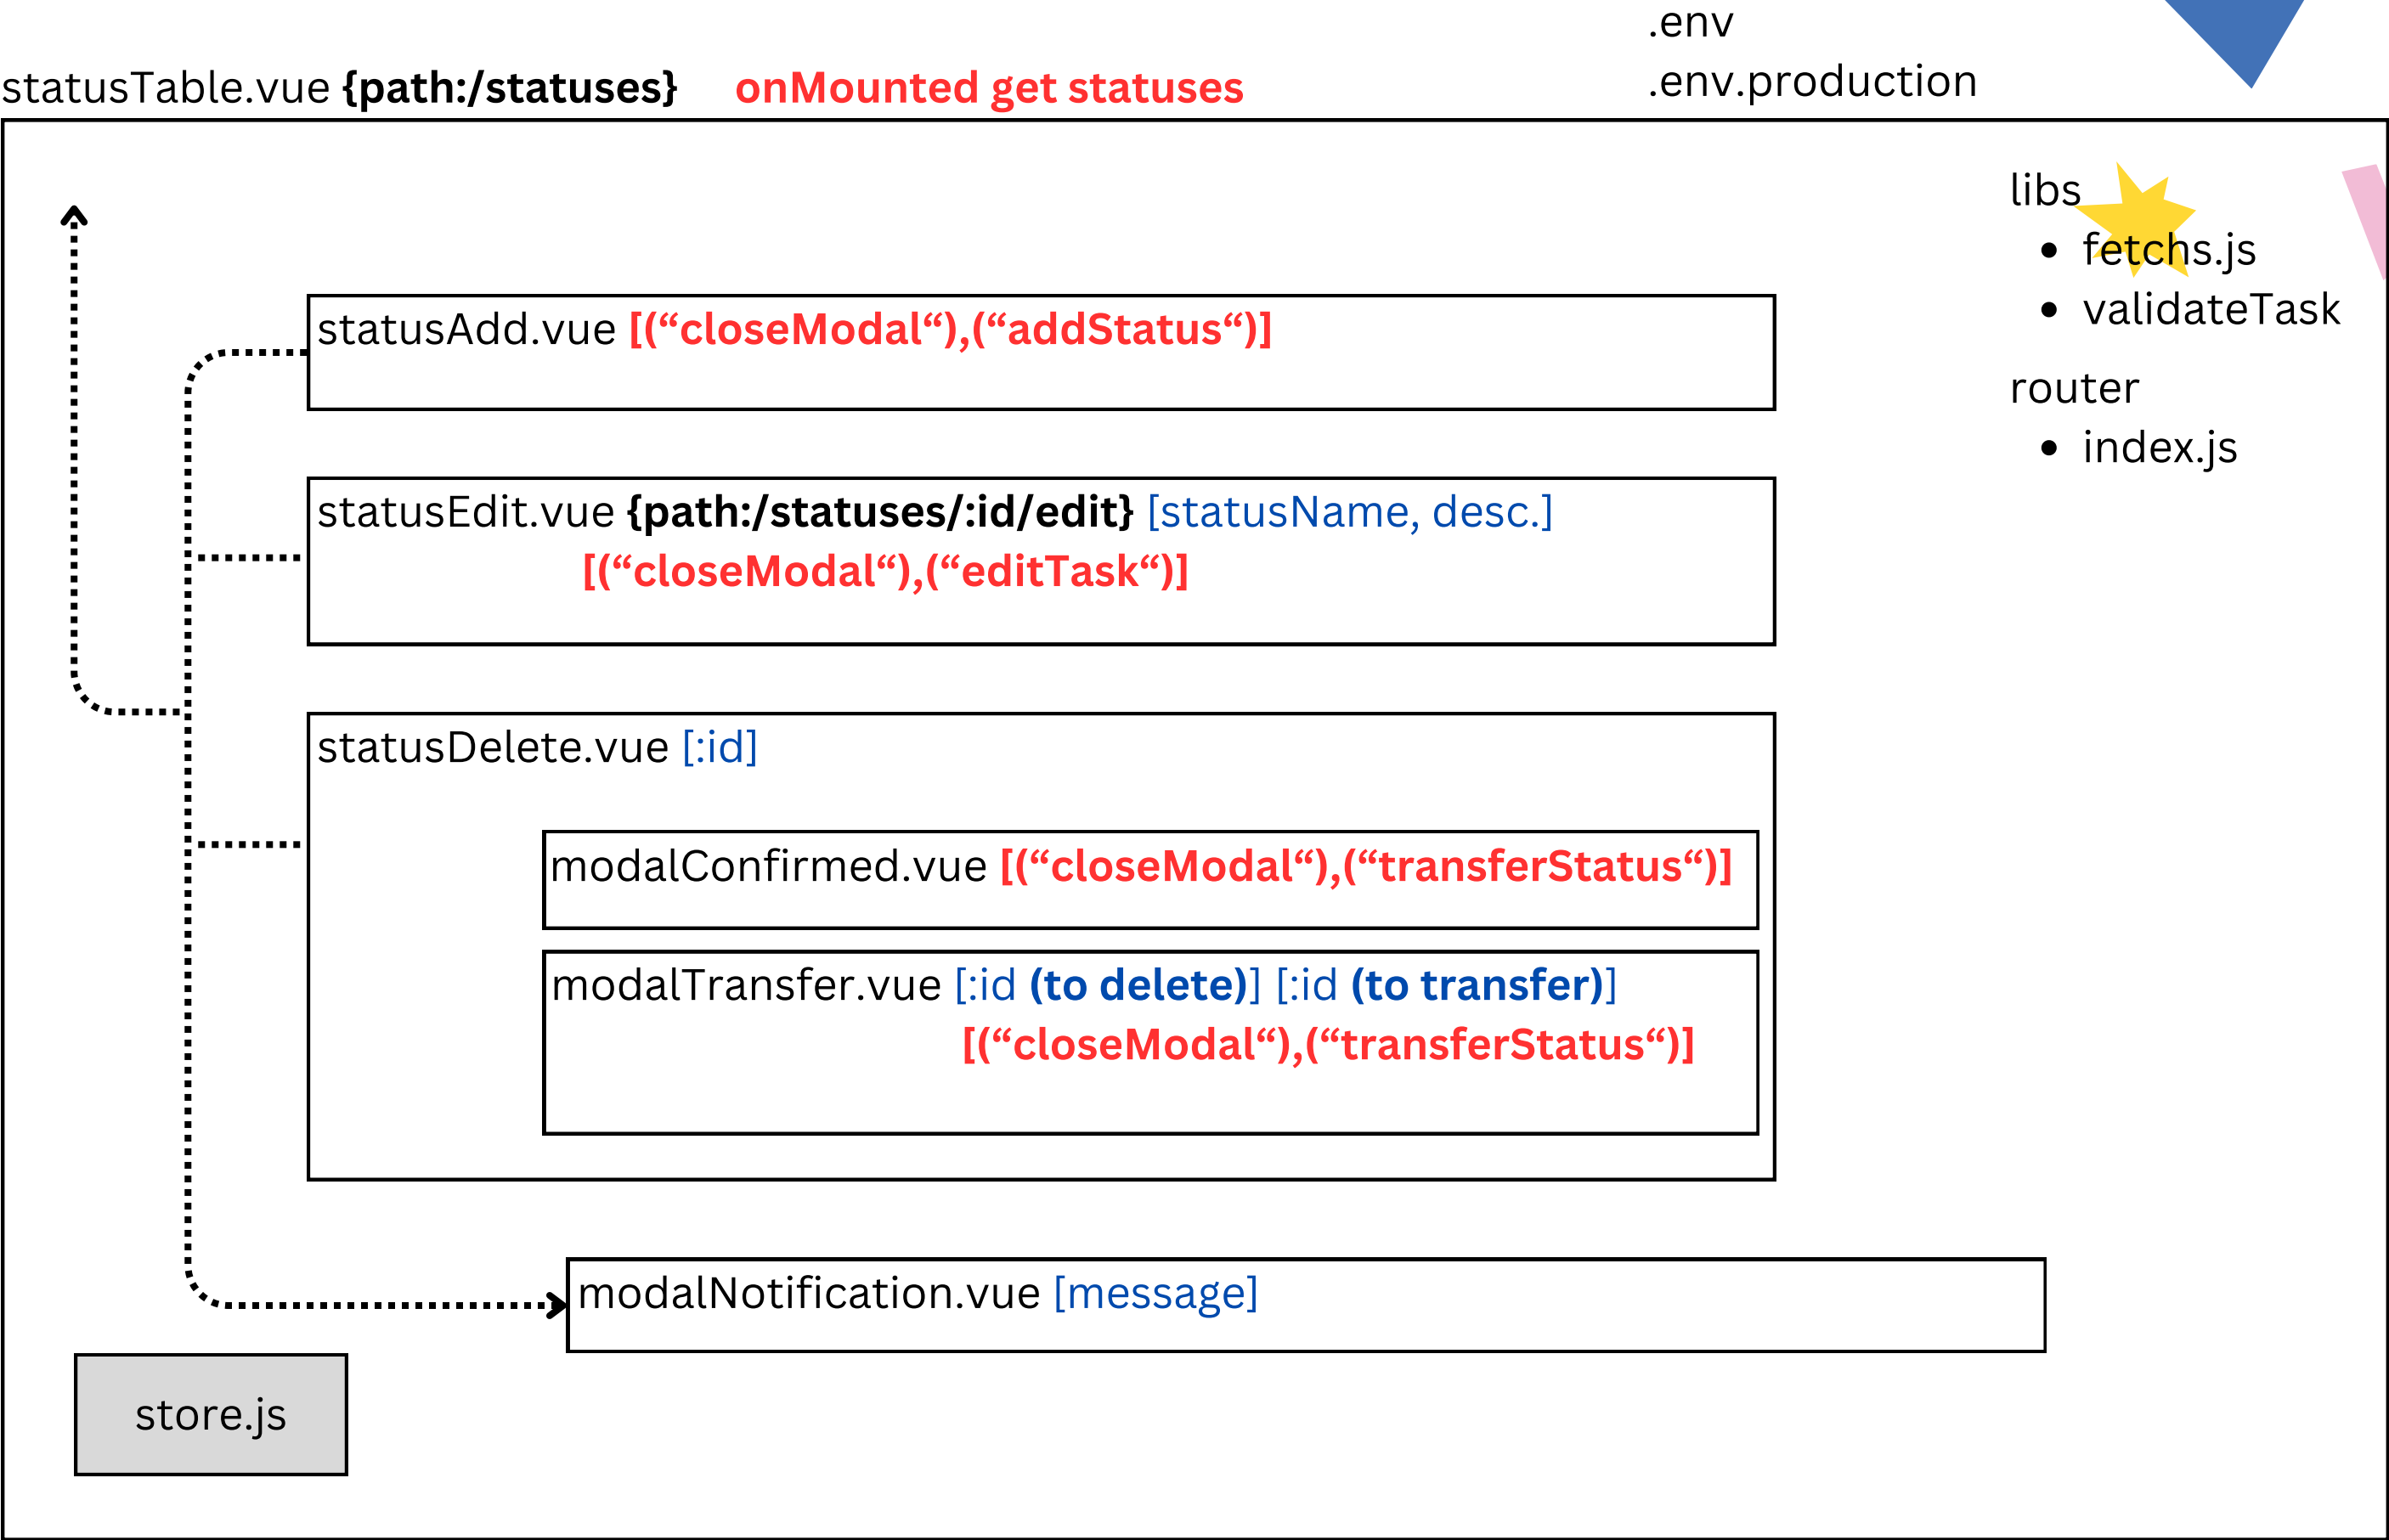 .env
.env.production
statusTable.vue {path:/statuses} onMounted get statuses
libs
• fetchs.js
• validateTask
router
• index.js
statusAdd.vue [(“closeModal“),(“addStatus“)]
statusEdit.vue {path:/statuses/:id/edit} [statusName, desc.]
[(“closeModal“),(“editTask“)]
statusDelete.vue [:id]
modalConfirmed.vue [(“closeModal“),(“transferStatus“)]
modalTransfer.vue [:id (to delete)] [:id (to transfer)]
[(“closeModal“),(“transferStatus“)]
modalNotification.vue [message]
store.js